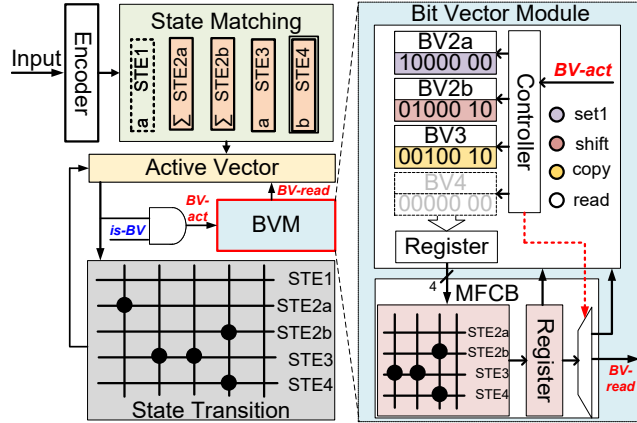 State Matching
Input
Encoder
a STE1
∑ STE2a
∑ STE2b
a STE3
b STE4
Active Vector
BV-read
is-BV
BV-
act
BVM
STE1
STE2a
STE2b
STE3
STE4
State Transition
Bit Vector Module
BV2a
10000 00
BV2b
01000 10
BV3
00100 10
BV4
00000 00
Controller
BV-act
set1
shift
copy
read
Register
4
MFCB
STE2a
STE2b
STE3
STE4
Register
BV-
read